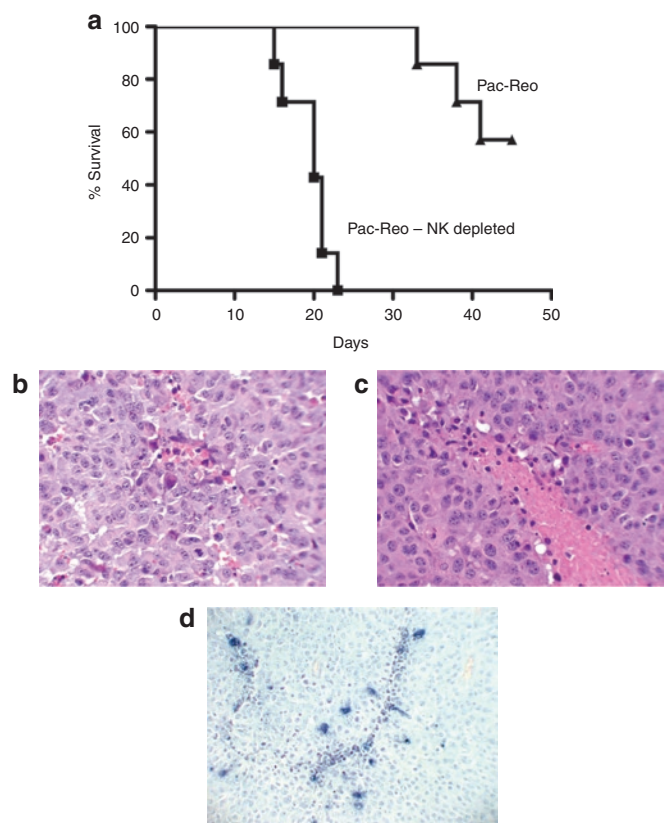 a
100
80
60
40
20
0
% Survival
Pac-Reo
Pac-Reo – NK depleted
0 10 20 30 40 50
Days
b
c
d